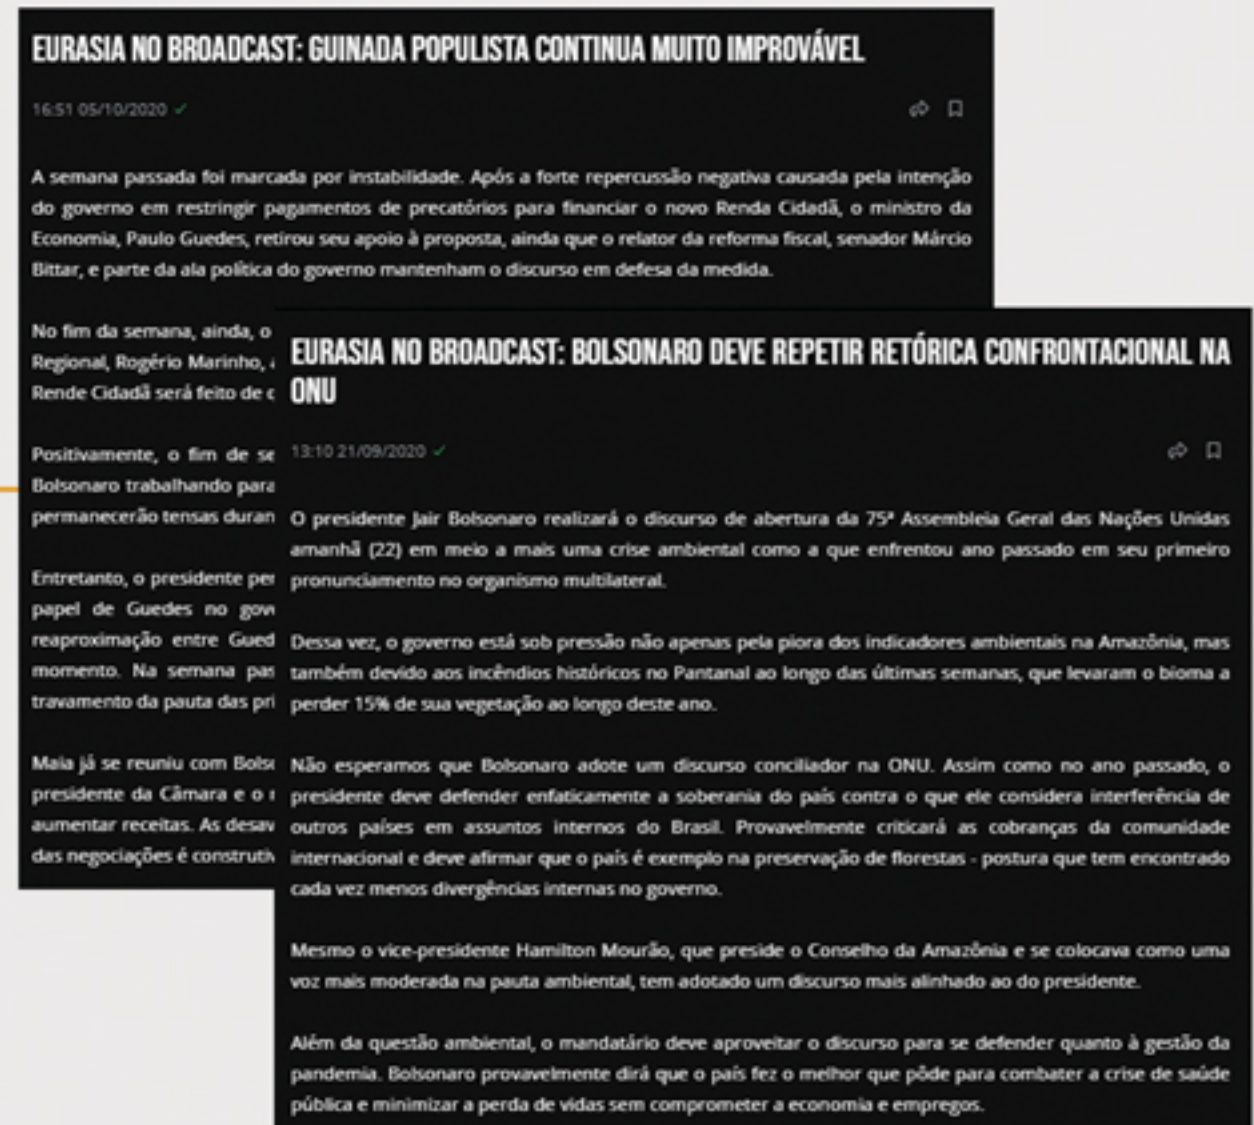 EURASIA NO BROADCAST: GUINADA POPULISTA CONTINUA MUITO IMPROVÁVEL
16:51 05/10/2020
A semana passada foi marcada por instabilidade. Após a forte repercussão negativa causada pela intenção
do governo em restringir pagamentos de precatórios para financiar o novo Renda Cidadã, o ministro da
Economia, Paulo Guedes, retirou seu apoio à proposta, ainda que o relator da reforma fiscal, senador Márcio
Bittar, e parte da ala política do governo mantenham o discurso em defesa da medida.
No fim da semana, ainda, o
Regional, Rogério Marinho,
Rende Cidadã será feito de
Positivamente, o fim de
Bolsonaro trabalhando para
permanecerão tensas
Entretanto, o presidente
papel de Guedes no
reaproximação entre
momento. Na semana
travamento da pauta das
Maia já se reuniu com
presidente da Câmara e o
aumentar receitas. As
das negociações é
EURASIA NO BROADCAST: BOLSONARO DEVE REPETIR RETÓRICA CONFRONTACIONAL NA
ONU
13:10 21/09/2020
O presidente Jair Bolsonaro realizará o discurso de abertura da 75ª Assembleia Geral das Nações Unidas
amanhã (22) em meio a mais uma crise ambiental como a que enfrentou ano passado em seu primeiro
pronunciamento no organismo multilateral.
Dessa vez, o governo está sob pressão não apenas pela piora dos indicadores ambientais na Amazônia, mas
também devido aos incêndios históricos no Pantanal ao longo das últimas semanas, que levaram o bioma a
perder 15% de sua vegetação ao longo deste ano.
Não esperamos que Bolsonaro adote um discurso conciliador na ONU. Assim como no ano passado, o
presidente deve defender enfaticamente a soberania do país contra o que ele considera interferência de
outros países em assuntos internos do Brasil. Provavelmente criticará as cobranças da comunidade
internacional e deve afirmar que o país é exemplo na preservação de florestas - postura que tem encontrado
cada vez menos divergências internas no governo.
Mesmo o vice-presidente Hamilton Mourão, que preside o Conselho da Amazônia e se colocava como uma
voz mais moderada na pauta ambiental, tem adotado um discurso mais alinhado ao do presidente.
Além da questão ambiental, o mandatário deve aproveitar o discurso para se defender quanto à gestão da
pandemia. Bolsonaro provavelmente dirá que o país fez o melhor que pôde para combater a crise de saúde
pública e minimizar a perda de vidas sem comprometer a economia e empregos.